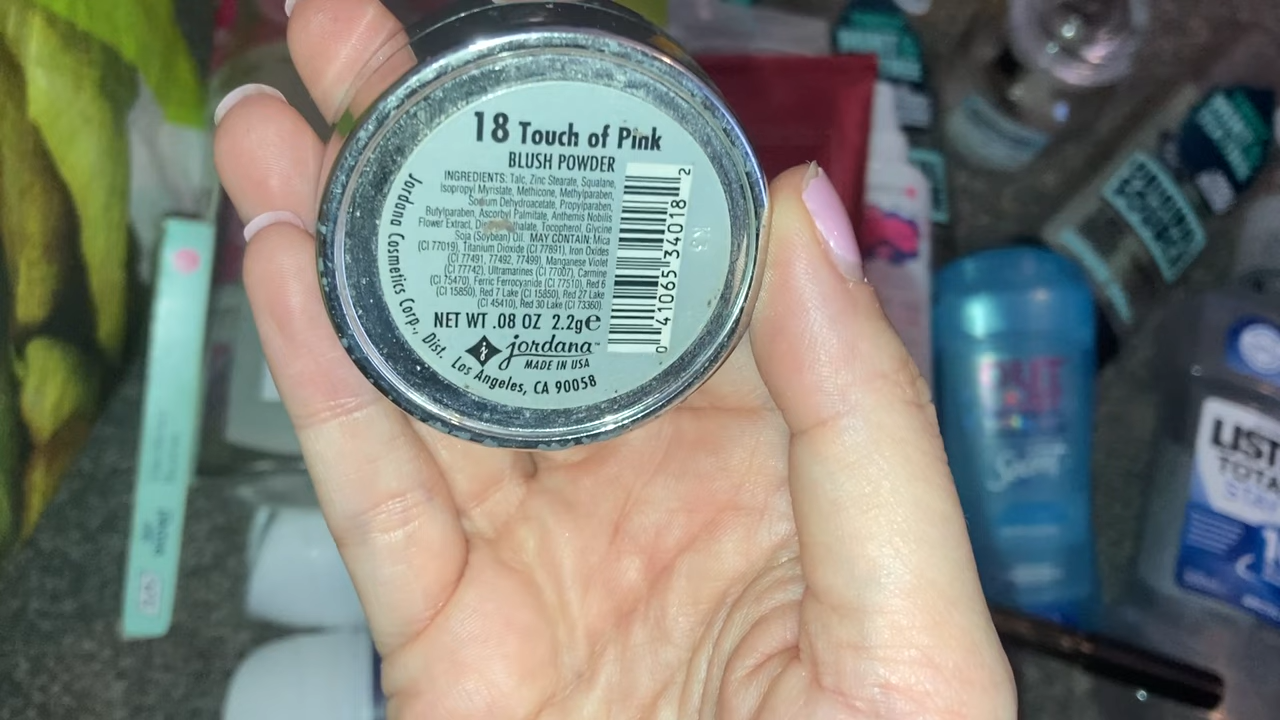 18 Touch of Pink
BLUSH POWDER
INGREDIENTS: Talc, Zinc Stearate, Squalane,
Isopropyl Myristate, Methicone, Methylparaben,
Sodium Dehydroacetate, Propylparaben,
Butylparaben, Ascorbyl Palmitate, Anthemis Nobilis
Flower Extract, Tocopherol, Glycine
Soja (Soybean) Oil. MAY CONTAIN: Mica
(CI 77019), Titanium Dioxide (CI 77891), Iron Oxides
(CI 77491, 77492, 77499), Manganese Violet
(CI 77742), Ultramarines (CI 77007), Carmine
(CI 75470), Ferric Ferrocyanide (CI 77510), Red 6
(CI 15850), Red 7 Lake (CI 15850), Red 27 Lake
(CI 45410), Red 30 Lake (CI 73360).
NET WT .08 OZ 2.2g℮
jordana™
MADE IN USA
Jordana Cosmetics Corp., Dist. Los Angeles, CA 90058
0 41065 34018 2
Secret
LIST
TOTA